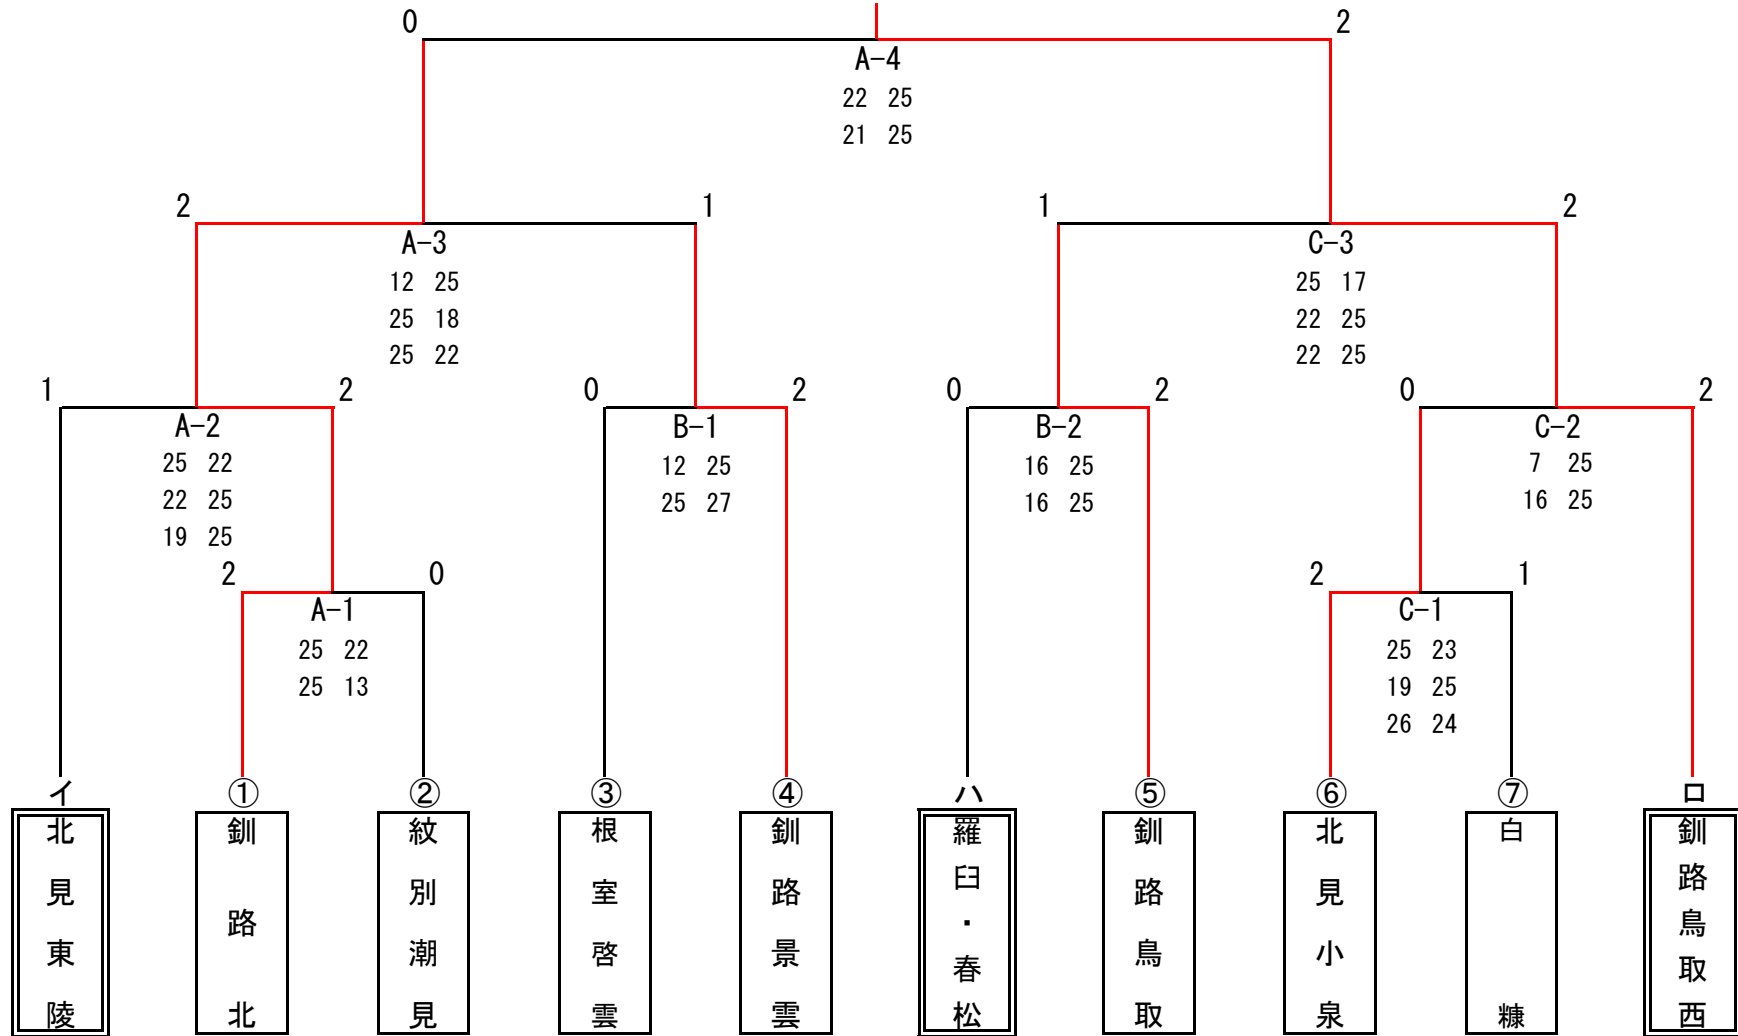 0 2
A-4
22 25
21 25
2 1 1 2
A-3 C-3
12 25 25 17
25 18 22 25
25 22 22 25
1 2 0 2 0 2 0 2
A-2 B-1 B-2 C-2
25 22 12 25 16 25 7 25
22 25 25 27 16 25 16 25
19 25
2 0 2 1
A-1 C-1
25 22 25 23
25 13 19 25
26 24
イ ① ② ③ ④ ハ ⑤ ⑥ ⑦ ロ
北見東陵
釧路北
紋別潮見
根室啓雲
釧路景雲
羅臼・春松
釧路鳥取
北見小泉
白糠
釧路鳥取西